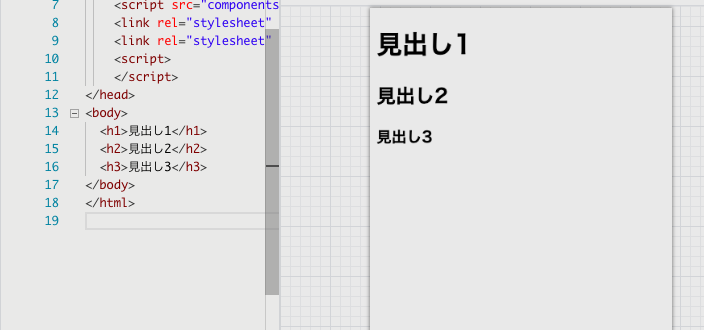 7 <script src="components
8 <link rel="stylesheet"
9 <link rel="stylesheet"
10 <script>
11 </script>
12 </head>
13 <body>
14 <h1>見出し1</h1>
15 <h2>見出し2</h2>
16 <h3>見出し3</h3>
17 </body>
18 </html>
19
見出し1
見出し2
見出し3